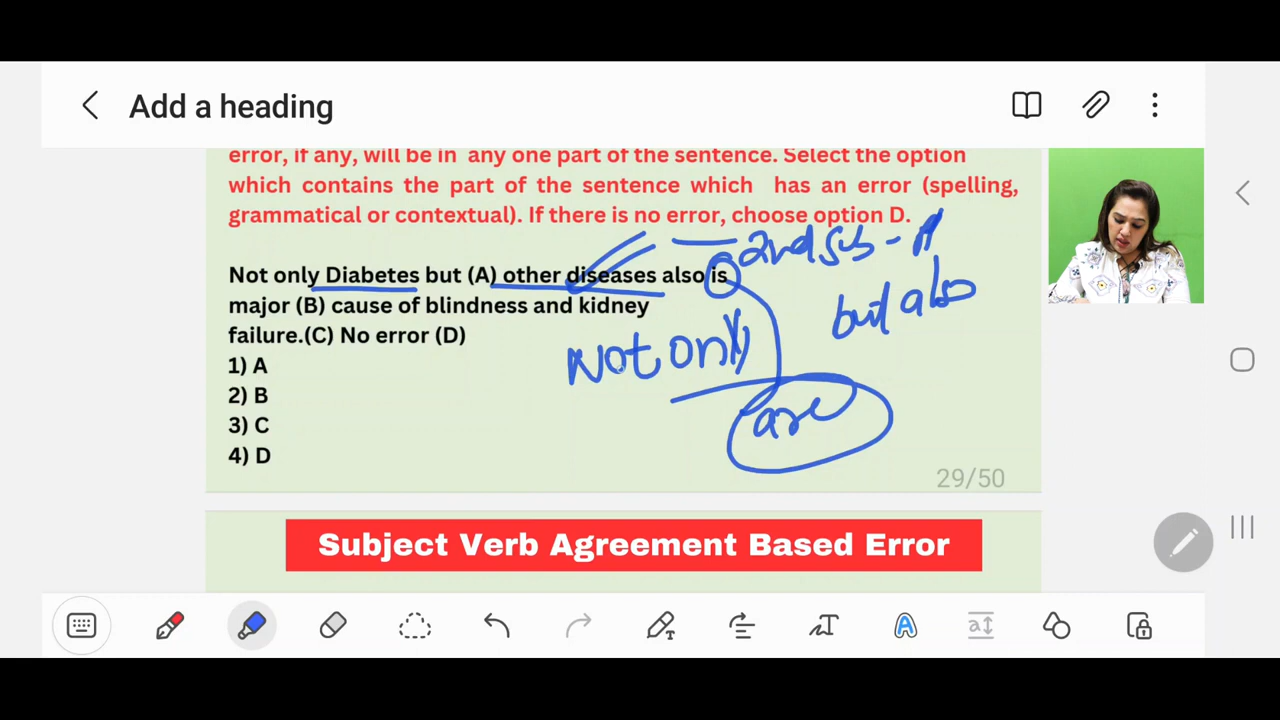 Add a heading
error, if any, will be in any one part of the sentence. Select the option
which contains the part of the sentence which has an error (spelling,
grammatical or contextual). If there is no error, choose option D.
2nd sub -
Not only Diabetes but (A) other diseases also is
but also
major (B) cause of blindness and kidney
failure.(C) No error (D)
Not only
1) A
2) B
are
3) C
4) D
29/50
Subject Verb Agreement Based Error